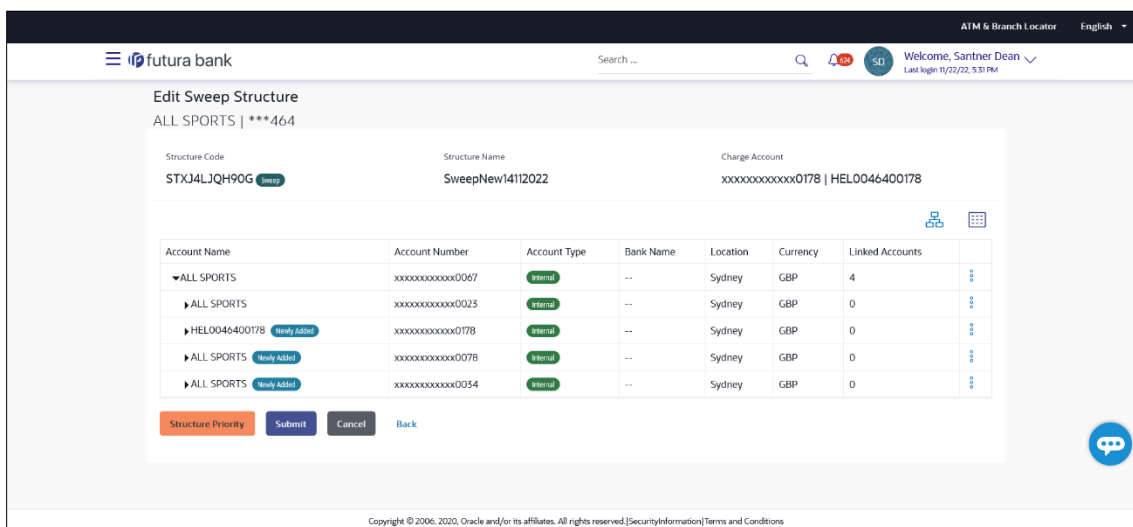 ATM & Branch Locator English
futura bank Search ... 624 SD Welcome, Santner Dean
Last login 11/22/22, 5:31 PM
Edit Sweep Structure
ALL SPORTS | ***464
Structure Code Structure Name Charge Account
STXJ4LJQH90G Sweep SweepNew14112022 xxxxxxxxxxxx0178 | HEL0046400178
Account Name Account Number Account Type Bank Name Location Currency Linked Accounts
ALL SPORTS xxxxxxxxxxxx0067 Internal -- Sydney GBP 4
ALL SPORTS xxxxxxxxxxxx0023 Internal -- Sydney GBP 0
HEL0046400178 Newly Added xxxxxxxxxxxx0178 Internal -- Sydney GBP 0
ALL SPORTS Newly Added xxxxxxxxxxxx0078 Internal -- Sydney GBP 0
ALL SPORTS Newly Added xxxxxxxxxxxx0034 Internal -- Sydney GBP 0
Structure Priority Submit Cancel Back
Copyright © 2006, 2020, Oracle and/or its affiliates. All rights reserved.|SecurityInformation|Terms and Conditions